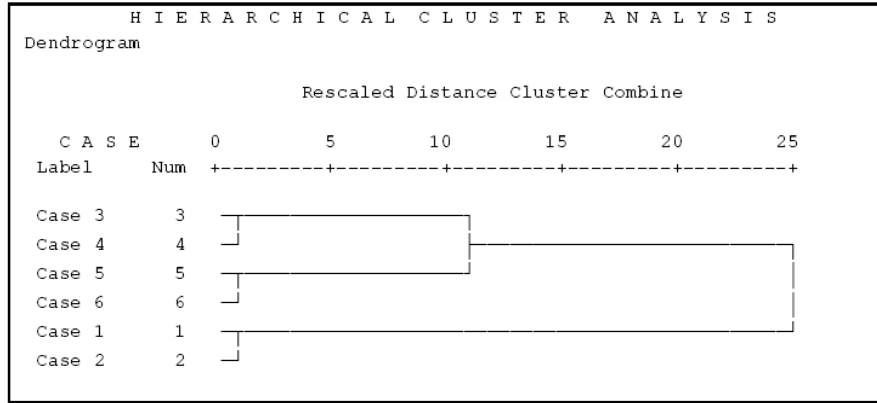 H I E R A R C H I C A L C L U S T E R A N A L Y S I S
Dendrogram
Rescaled Distance Cluster Combine
C A S E 0 5 10 15 20 25
Label Num +---------+---------+---------+---------+---------+
Case 3 3
Case 4 4
Case 5 5
Case 6 6
Case 1 1
Case 2 2